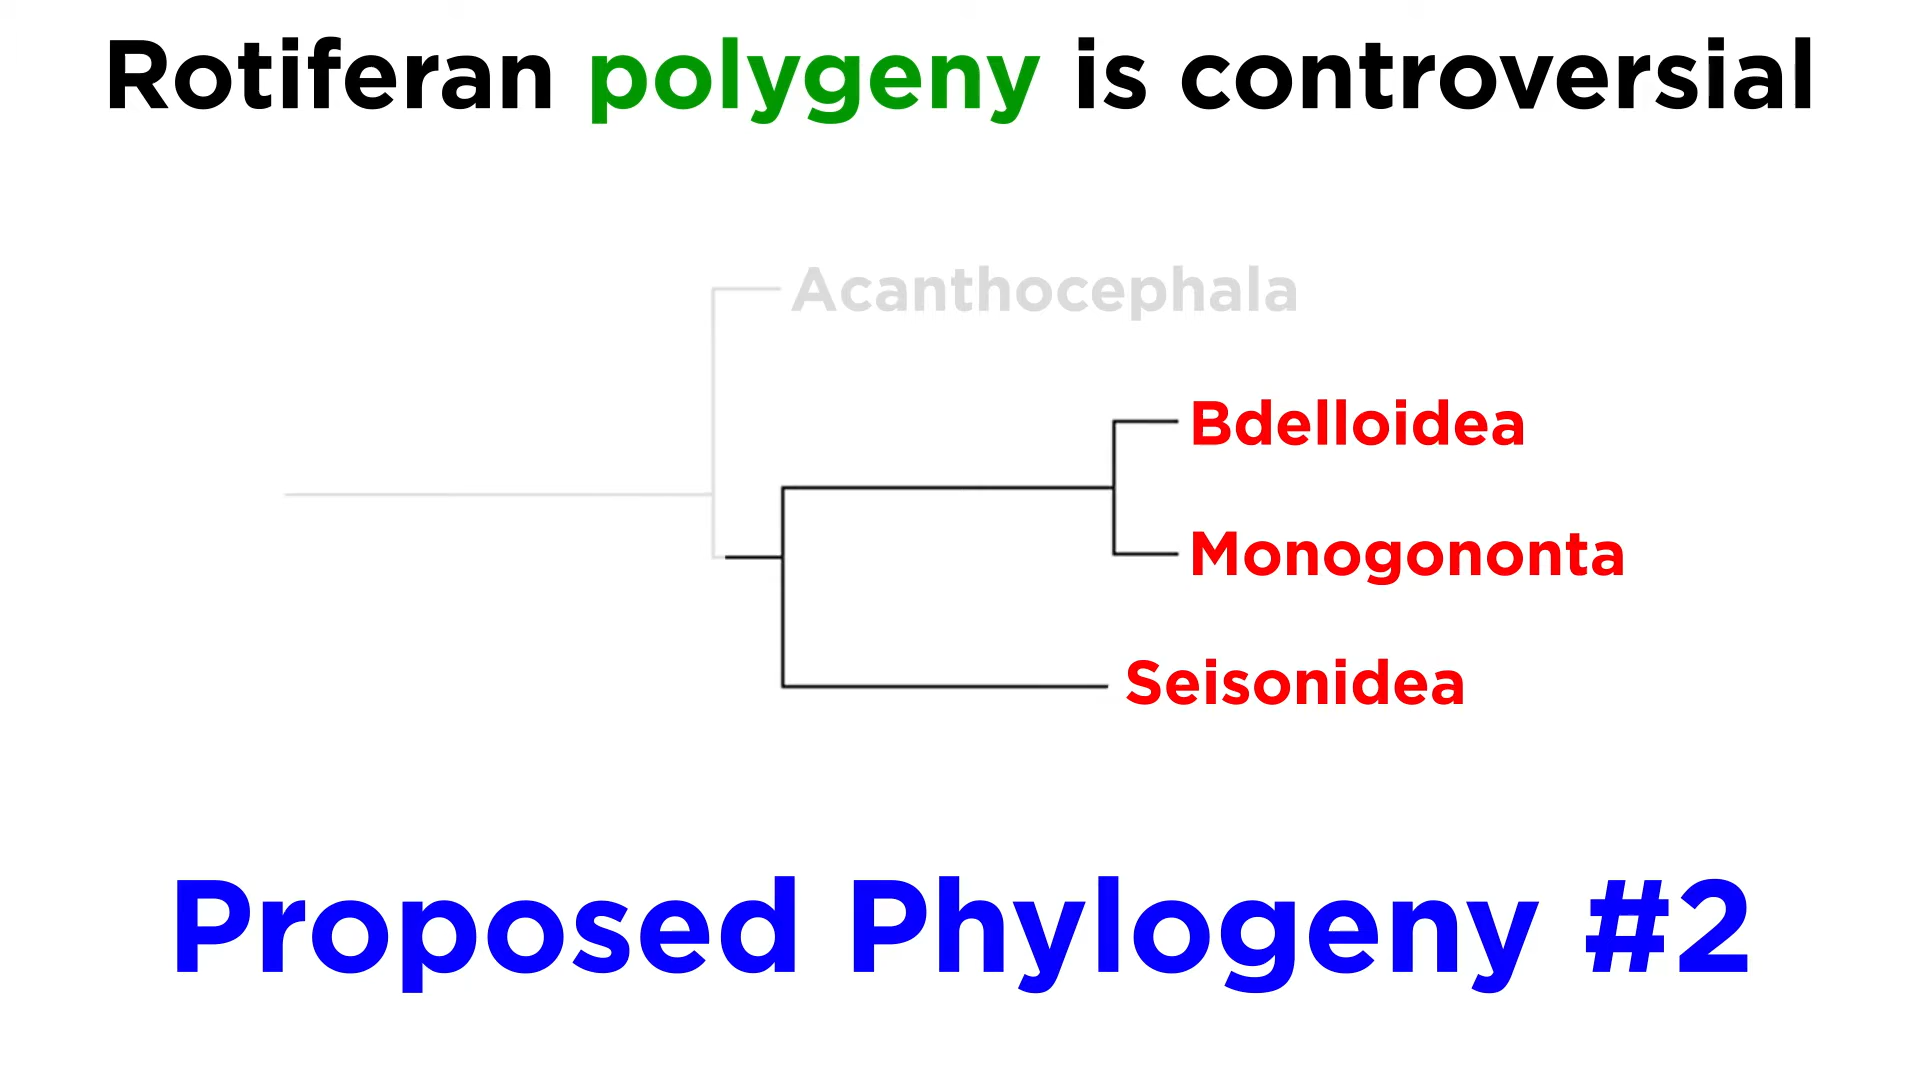 Rotiferan polygeny is controversial
Acanthocephala
Bdelloidea
Monogononta
Seisonidea
Proposed Phylogeny #2